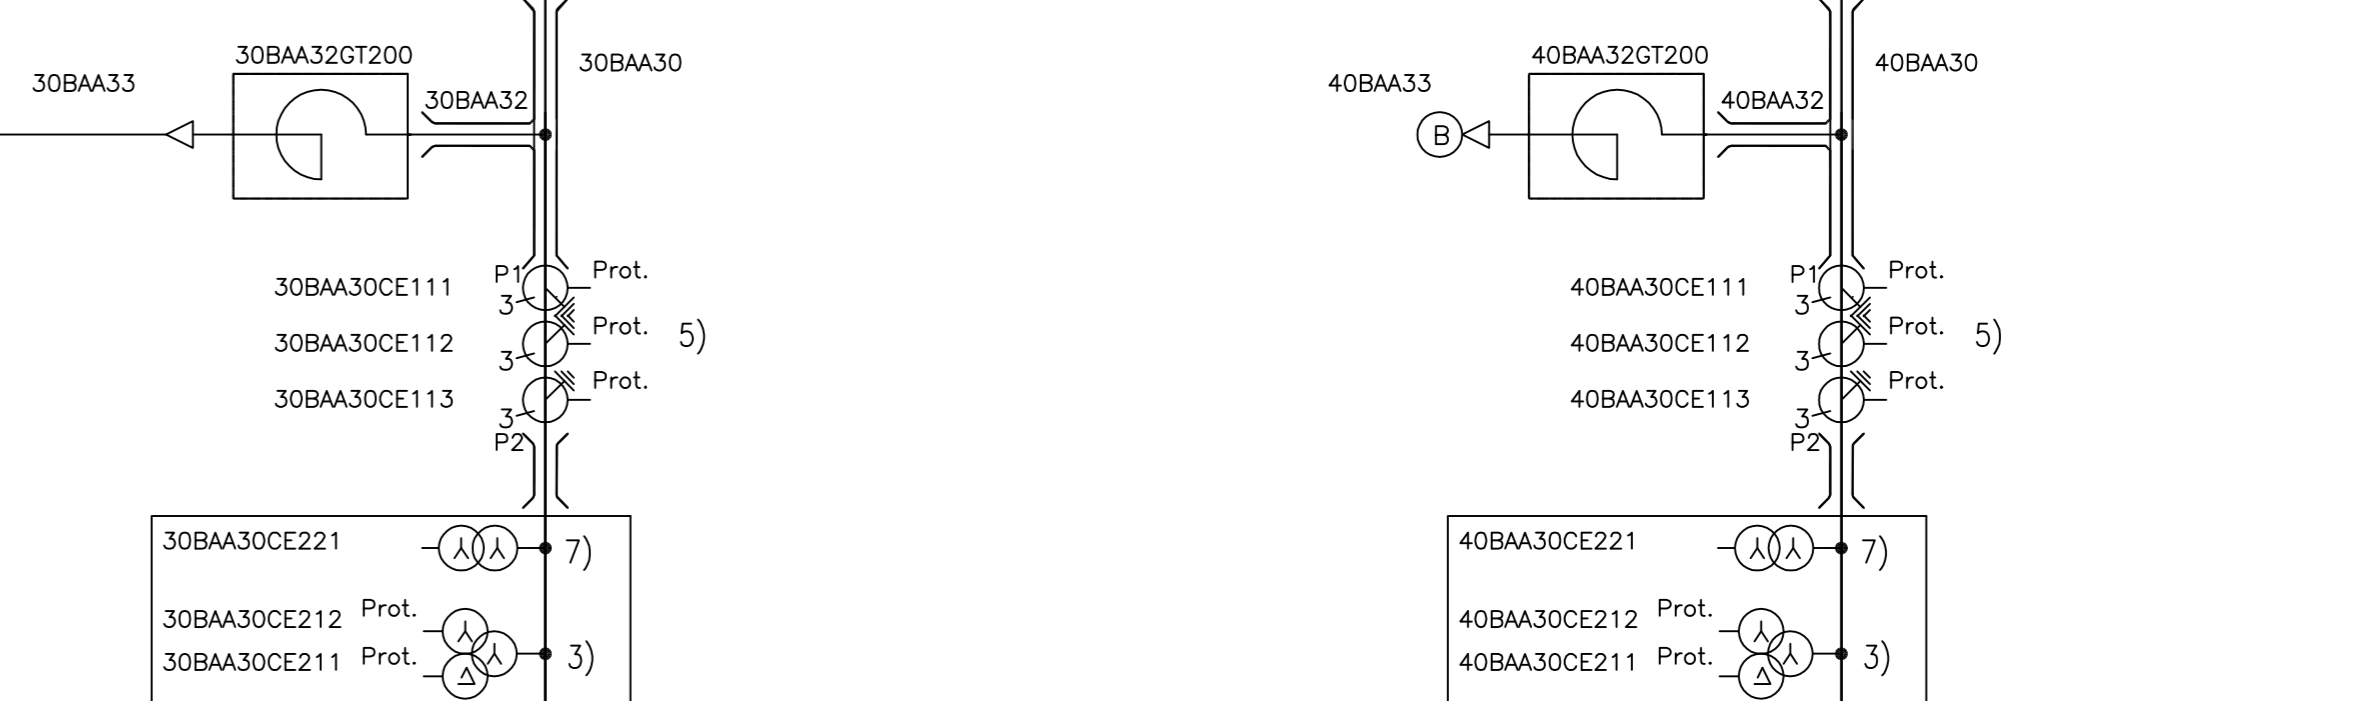 30BAA32GT200
30BAA30
30BAA33
30BAA32
P1
Prot.
30BAA30CE111
3
Prot.
5)
30BAA30CE112
3
Prot.
30BAA30CE113
3
P2
30BAA30CE221
7)
30BAA30CE212 Prot.
30BAA30CE211 Prot.
3)
40BAA32GT200
40BAA30
40BAA33
40BAA32
B
P1
Prot.
40BAA30CE111
3
Prot.
5)
40BAA30CE112
3
Prot.
40BAA30CE113
3
P2
40BAA30CE221
7)
40BAA30CE212 Prot.
40BAA30CE211 Prot.
3)